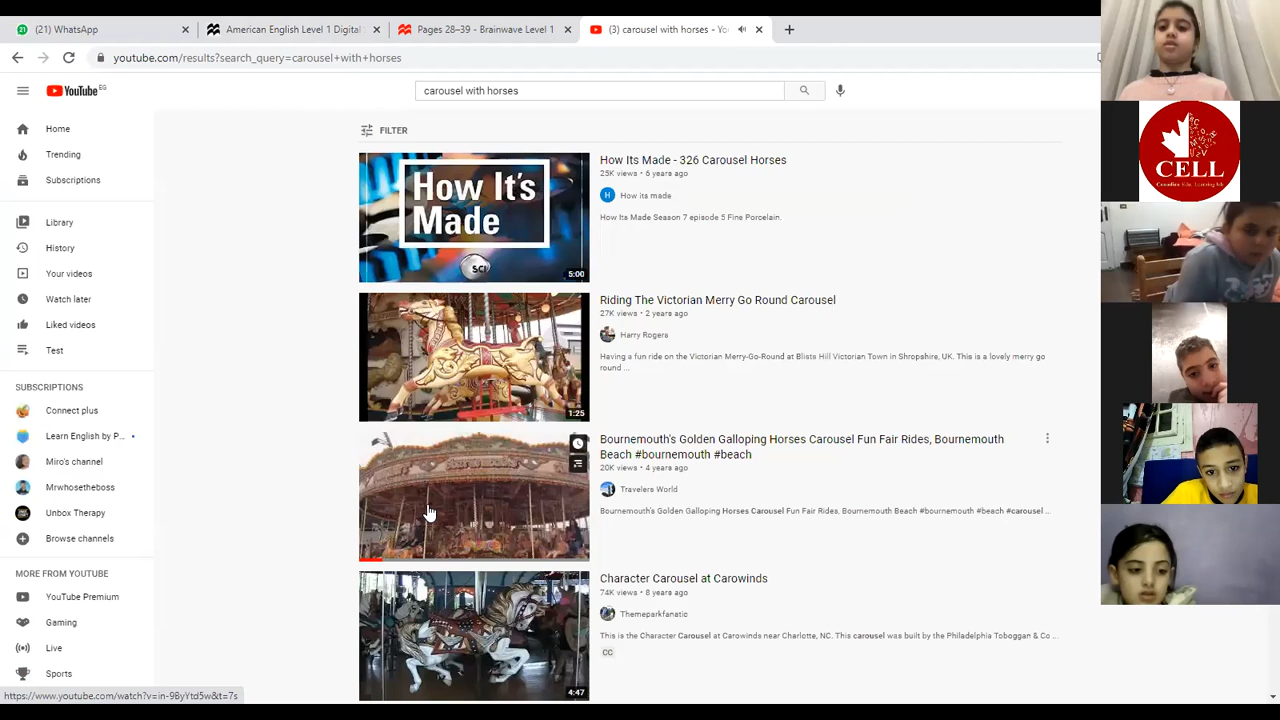 (21) WhatsApp
American English Level 1 Digital
Pages 28–39 - Brainwave Level 1
(3) carousel with horses - Yo
youtube.com/results?search_query=carousel+with+horses
YouTube EG
carousel with horses
Home
Trending
Subscriptions
Library
History
Your videos
Watch later
Liked videos
Test
SUBSCRIPTIONS
Connect plus
Learn English by P...
Miro's channel
Mrwhosetheboss
Unbox Therapy
Browse channels
MORE FROM YOUTUBE
YouTube Premium
Gaming
Live
Sports
FILTER
How It's
Made
SCI
5:00
How Its Made - 326 Carousel Horses
25K views • 6 years ago
H How its made
How Its Made Season 7 episode 5 Fine Porcelain.
1:25
Riding The Victorian Merry Go Round Carousel
27K views • 2 years ago
Harry Rogers
Having a fun ride on the Victorian Merry-Go-Round at Blists Hill Victorian Town in Shropshire, UK. This is a lovely merry go
round ...
Bournemouth's Golden Galloping Horses Carousel Fun Fair Rides, Bournemouth
Beach #bournemouth #beach
20K views • 4 years ago
Travelers World
Bournemouth's Golden Galloping Horses Carousel Fun Fair Rides, Bournemouth Beach #bournemouth #beach #carousel ...
4:47
Character Carousel at Carowinds
74K views • 8 years ago
Themeparkfanatic
This is the Character Carousel at Carowinds near Charlotte, NC. This carousel was built by the Philadelphia Toboggan & Co ...
CC
https://www.youtube.com/watch?v=in-9ByYtd5w&t=7s
CELL
Canadian Kids, Learning lab